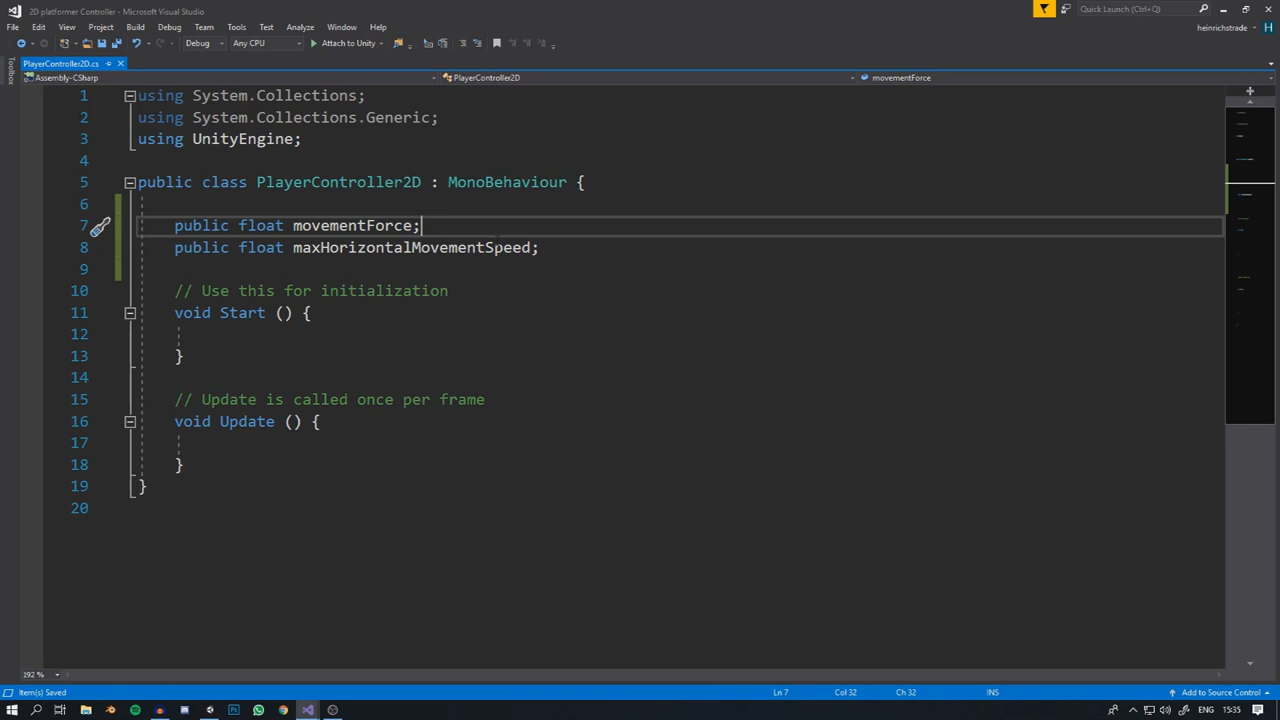 2D platformer Controller - Microsoft Visual Studio
Quick Launch (Ctrl+Q)
File Edit View Project Build Debug Team Tools Test Analyze Window Help
heinrichstrade H
Debug Any CPU Attach to Unity
PlayerController2D.cs
Toolbox
Assembly-CSharp PlayerController2D movementForce
1 using System.Collections;
2 using System.Collections.Generic;
3 using UnityEngine;
4
5 public class PlayerController2D : MonoBehaviour {
6
7 public float movementForce;
8 public float maxHorizontalMovementSpeed;
9
10 // Use this for initialization
11 void Start () {
12
13 }
14
15 // Update is called once per frame
16 void Update () {
17
18 }
19 }
20
192 %
Item(s) Saved Ln 7 Col 32 Ch 32 INS Add to Source Control
ENG 15:35